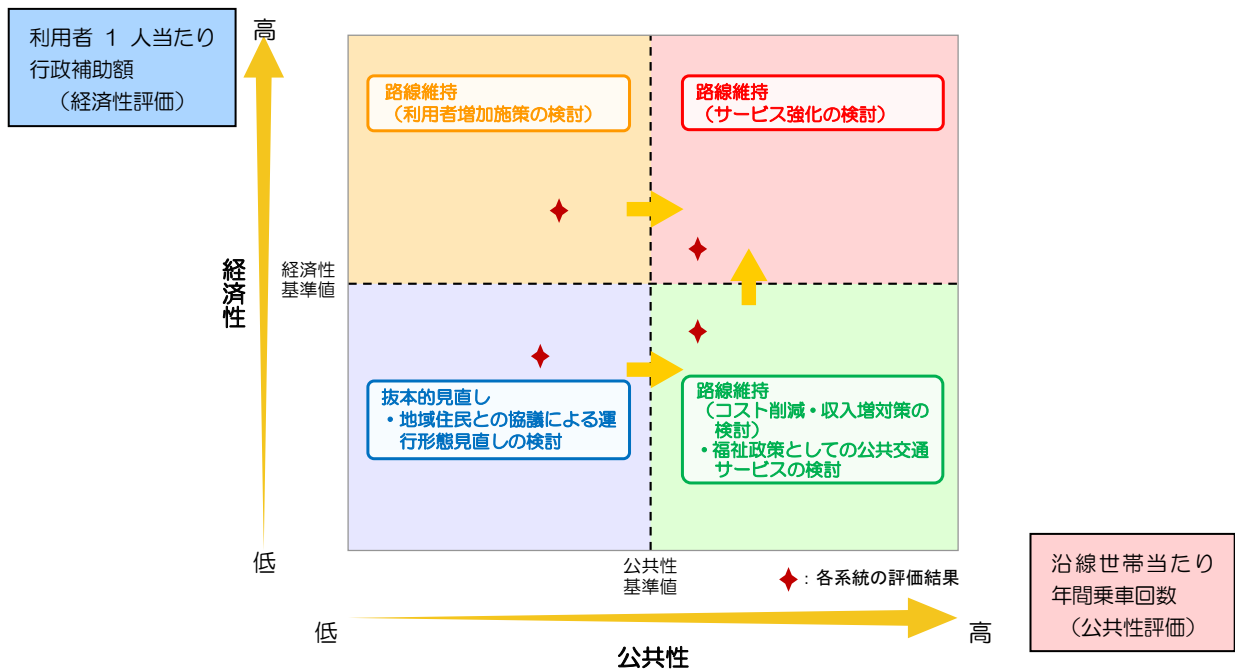 利用者 1 人当たり
行政補助額
（経済性評価）
高
路線維持
（利用者増加施策の検討）
路線維持
（サービス強化の検討）
経済性
経済性
基準値
抜本的見直し
・地域住民との協議による運
行形態見直しの検討
路線維持
（コスト削減・収入増対策の
検討）
・福祉政策としての公共交通
サービスの検討
低
公共性
基準値
：各系統の評価結果
沿線世帯当たり
年間乗車回数
（公共性評価）
低
高
公共性